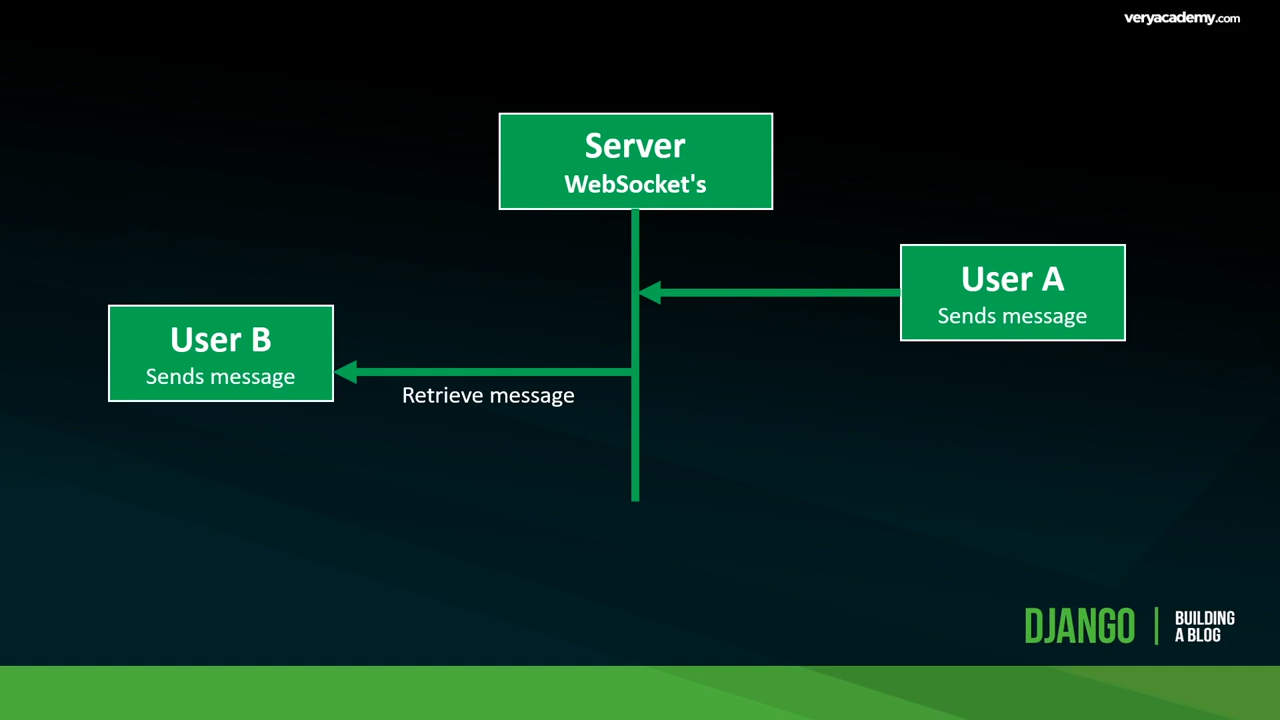 veryacademy.com
Server
WebSocket's
User A
Sends message
User B
Sends message
Retrieve message
DJANGO
BUILDING
A BLOG